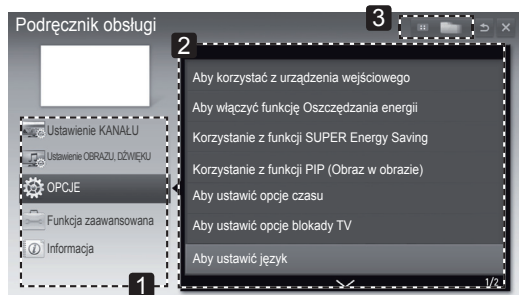 Podręcznik obsługi
3
2
Aby korzystać z urządzenia wejściowego
Aby włączyć funkcję Oszczędzania energii
Korzystanie z funkcji SUPER Energy Saving
Korzystanie z funkcji PIP (Obraz w obrazie)
Aby ustawić opcje czasu
Aby ustawić opcje blokady TV
Aby ustawić język
1/2
Ustawienie KANAŁU
Ustawienie OBRAZU, DŹWIĘKU
OPCJE
Funkcja zaawansowana
Informacja
1